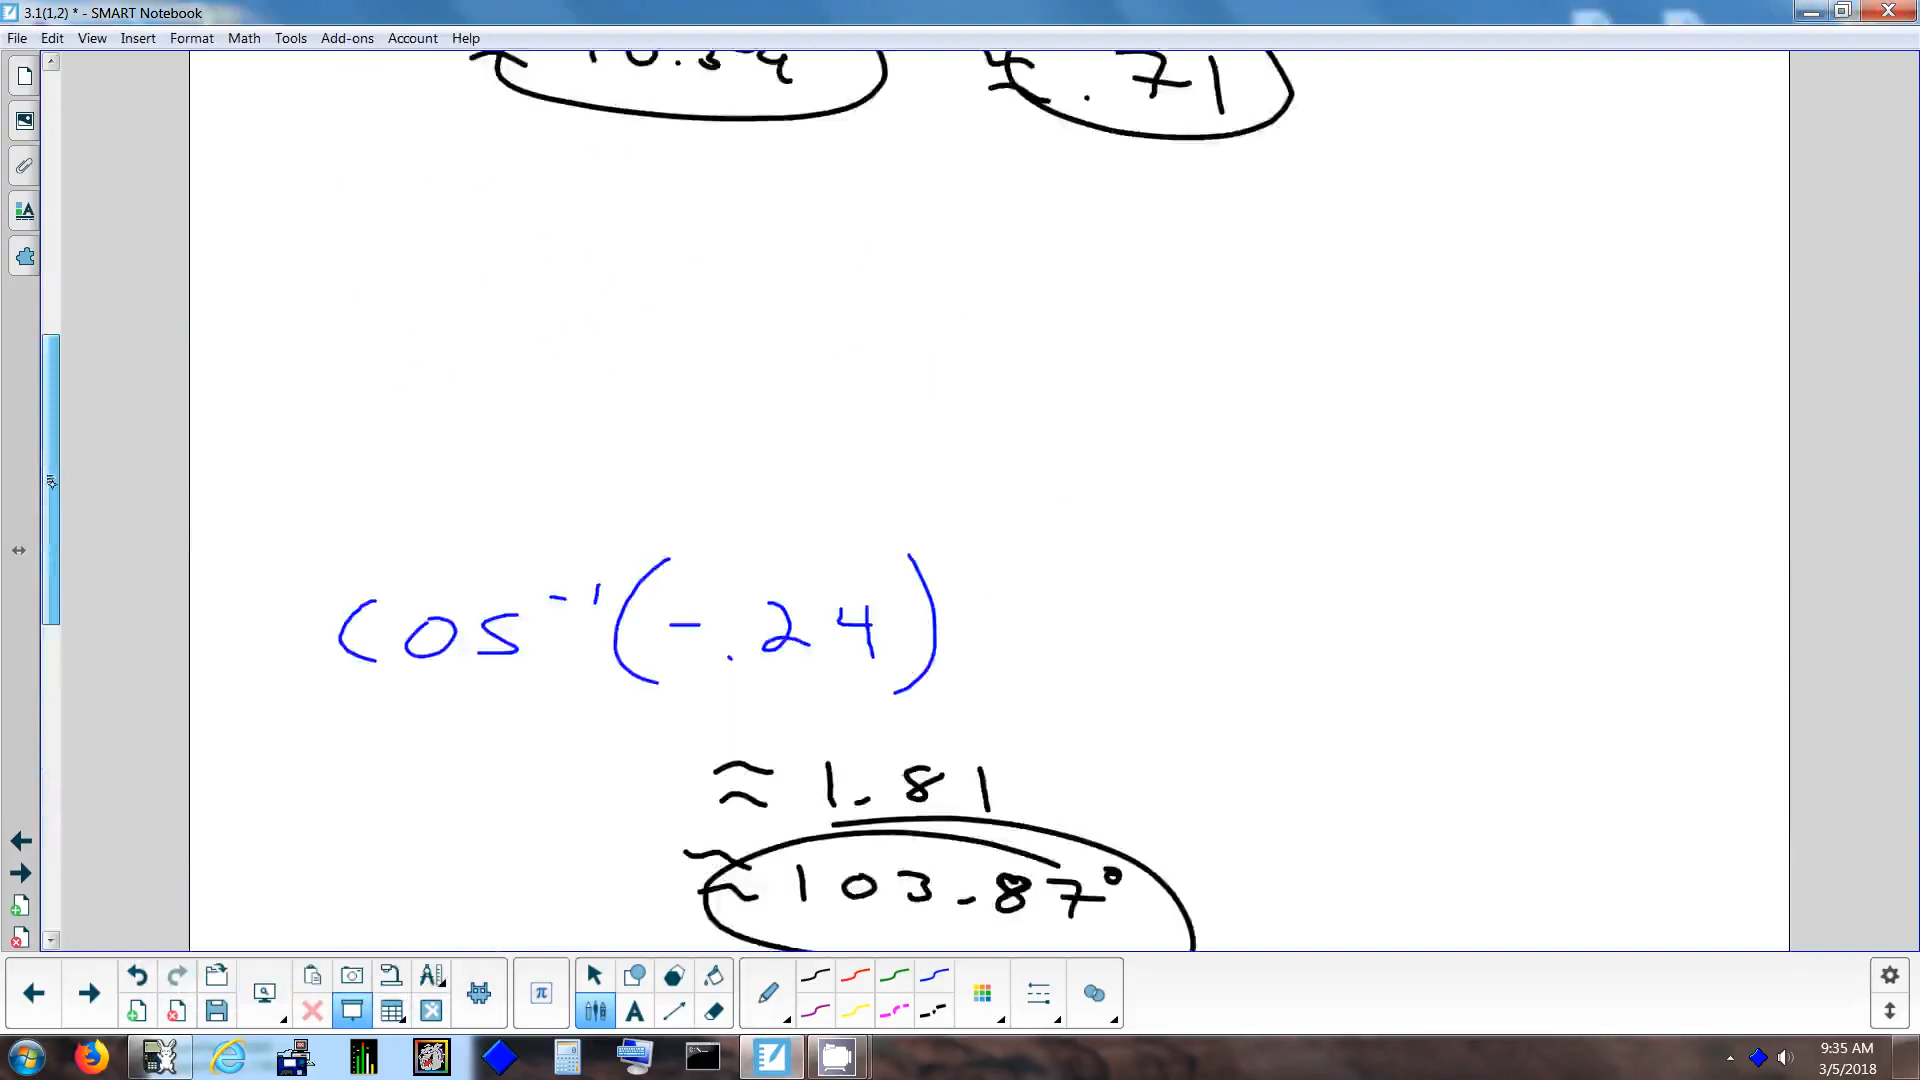 3.1(1,2) * - SMART Notebook
File Edit View Insert Format Math Tools Add-ons Account Help
≈ .71
cos⁻¹(-.24)
≈ 1.81
≈ 103.87°
9:35 AM
3/5/2018